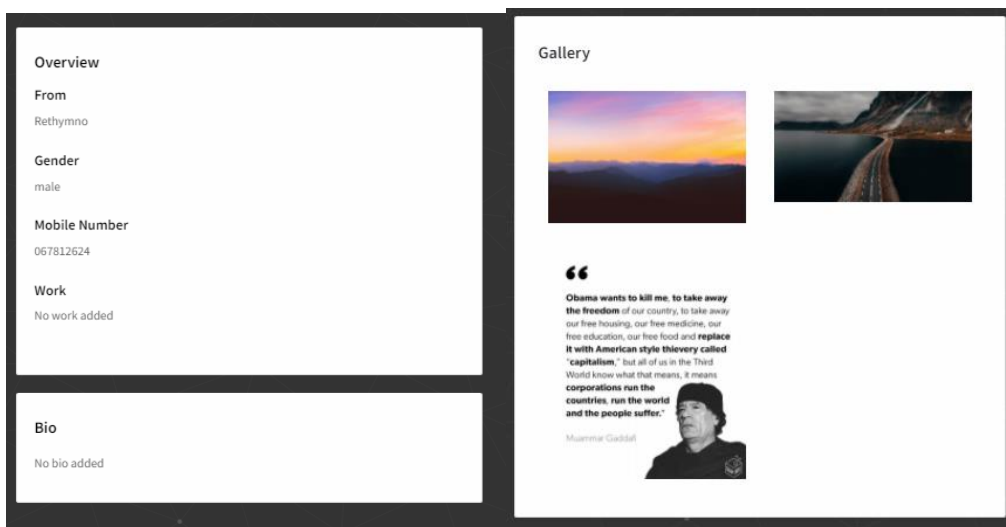 Overview
From
Rethymno
Gender
male
Mobile Number
067812624
Work
No work added
Bio
No bio added
Gallery
“
Obama wants to kill me, to take away
the freedom of our country, to take away
our free housing, our free medicine, our
free education, our free food and replace
it with American style thievery called
"capitalism," but all of us in the Third
World know what that means, it means
corporations run the
countries, run the world
and the people suffer."
Muammar Gaddafi